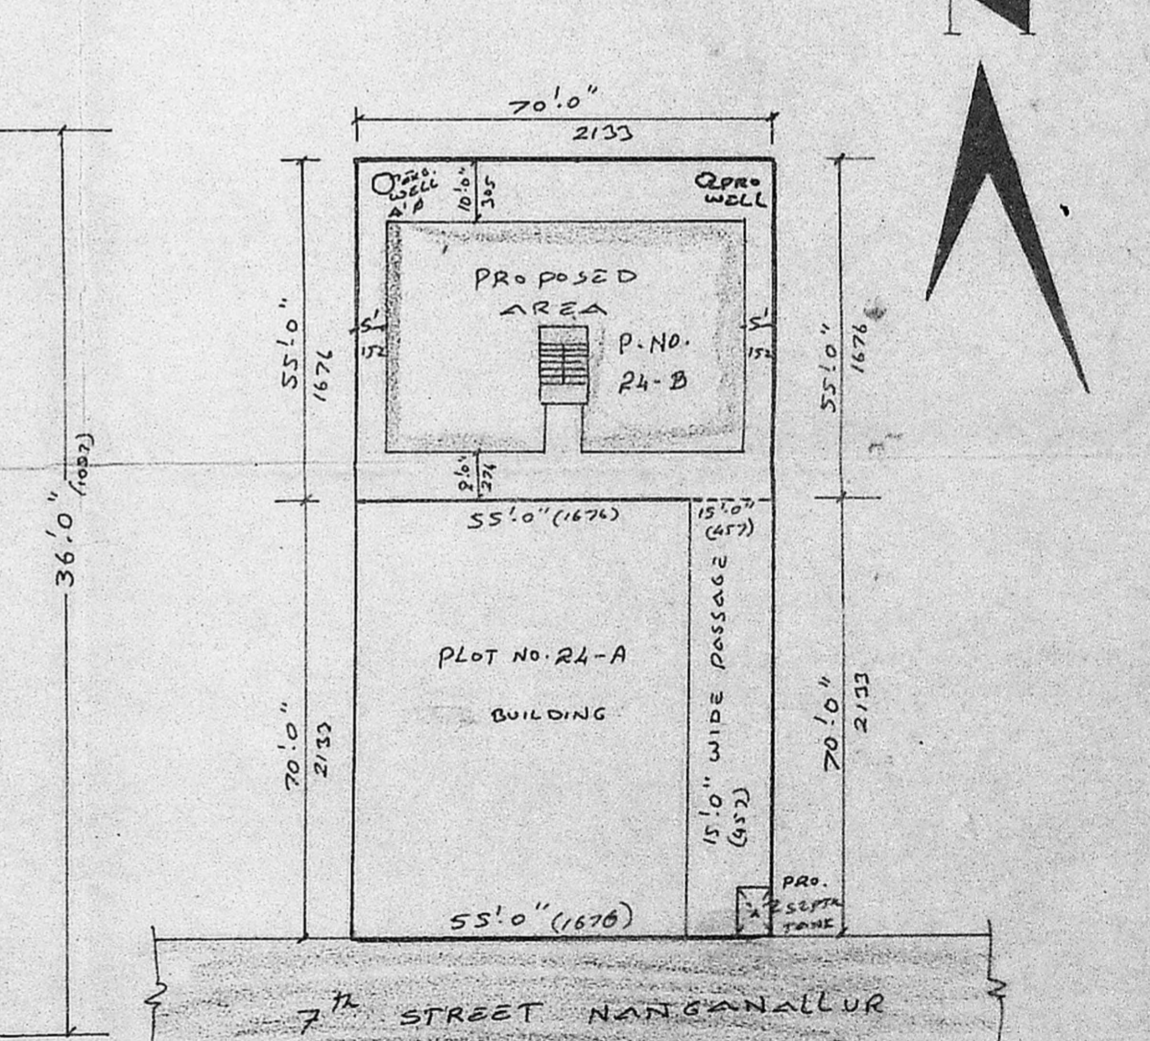 N
70'.0"
2133
WELL
10'.0"
305
PRO
WELL
PROPOSED
AREA
P.NO.
24-B
5'
152
5'
152
55'.0"
1676
55'.0"
1676
9'.0"
274
36'.0"
55'.0" (1676)
15'.0"
(457)
15'.0" WIDE PASSAGE
(457)
PLOT NO. 24-A
BUILDING
70'.0"
2133
70'.0"
2133
PRO.
SEPTIC
TANK
55'.0" (1676)
7th STREET NANGANALLUR